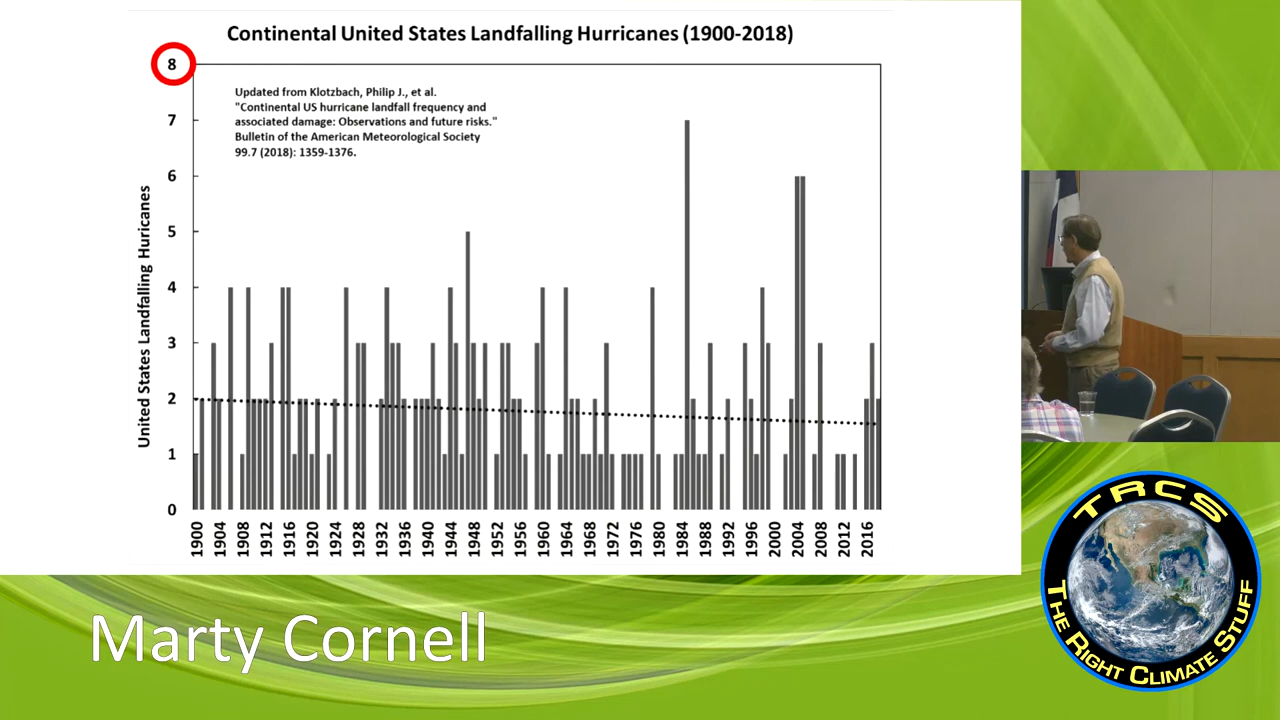 Continental United States Landfalling Hurricanes (1900-2018)
8
Updated from Klotzbach, Philip J., et al.
"Continental US hurricane landfall frequency and
associated damage: Observations and future risks."
Bulletin of the American Meteorological Society
99.7 (2018): 1359-1376.
7
6
5
4
3
2
1
0
United States Landfalling Huricanes
1900 1904 1908 1912 1916 1920 1924 1928 1932 1936 1940 1944 1948 1952 1956 1960 1964 1968 1972 1976 1980 1984 1988 1992 1996 2000 2004 2008 2012 2016
Marty Cornell
TRCS
THE RIGHT CLIMATE STUFF